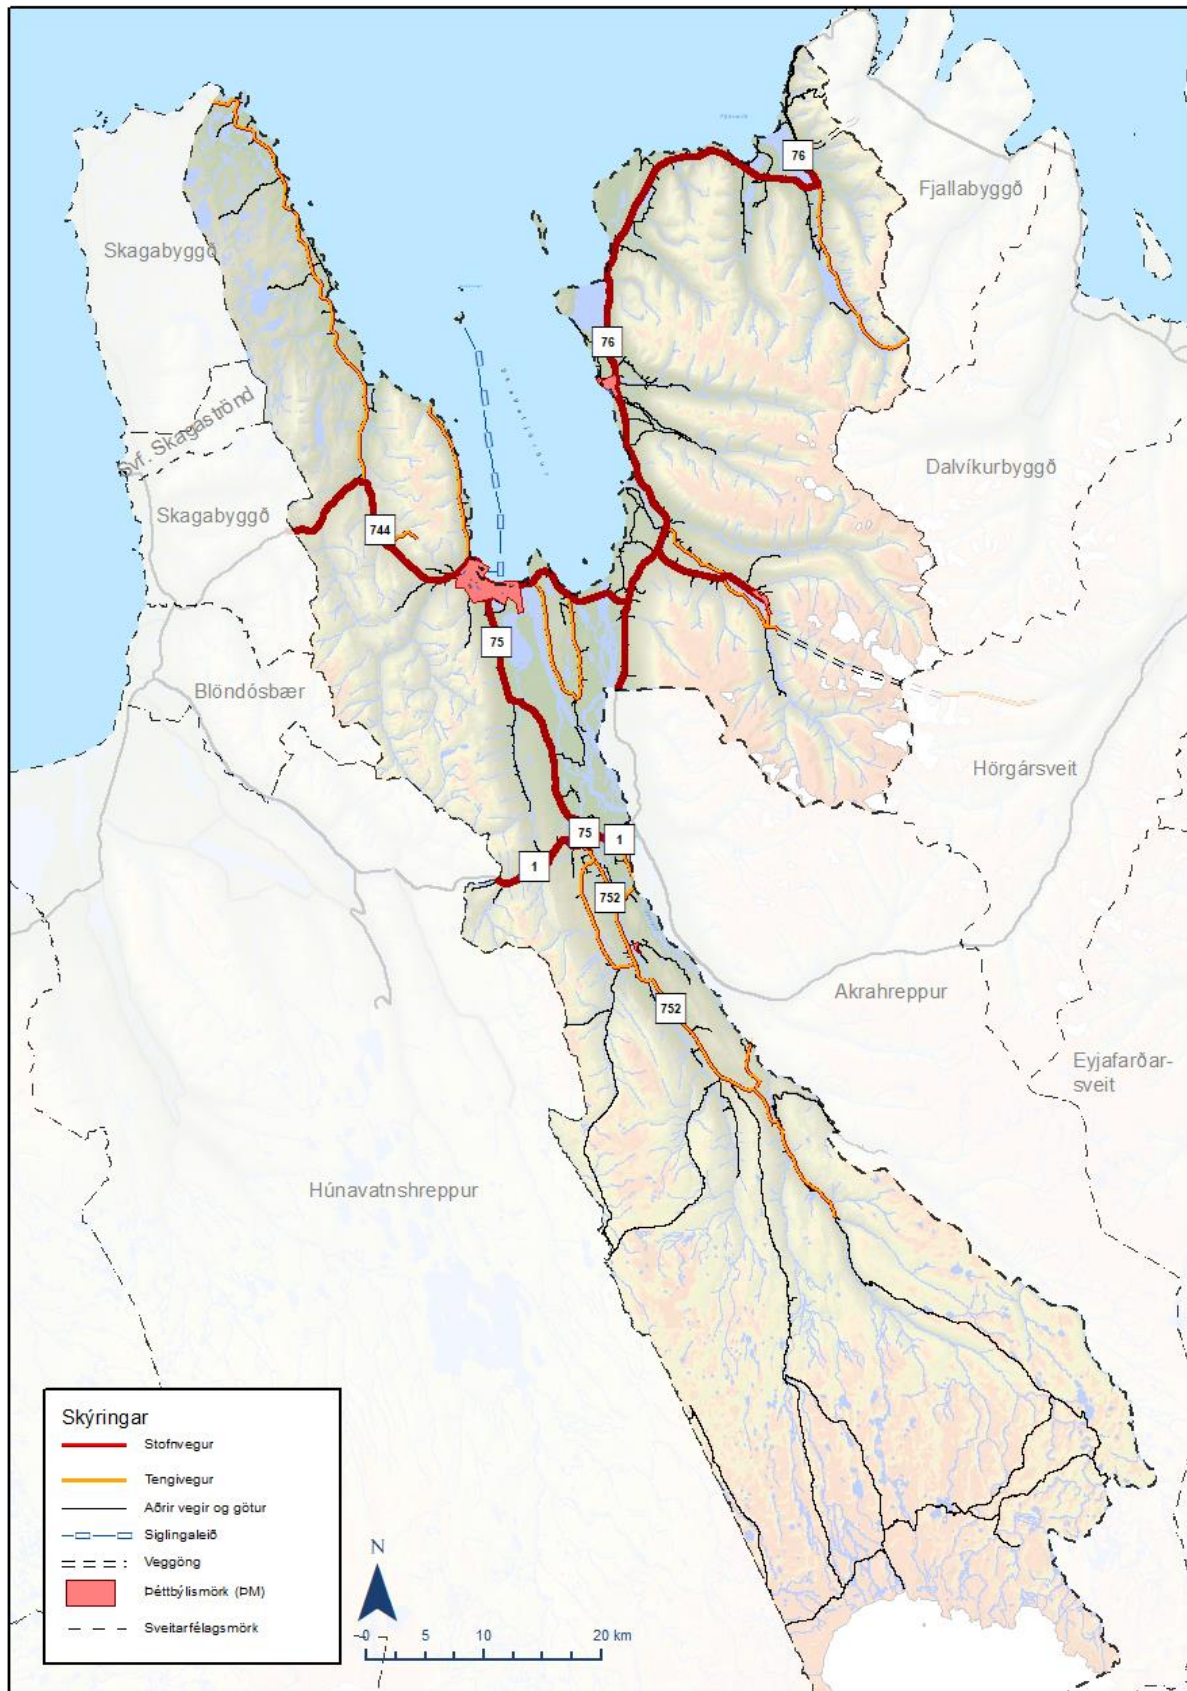 76
Fjallabyggð
Skagabyggð
76
Svf. Skagaströnd
Dalvíkurbyggð
Skagabyggð
744
75
Blöndósbær
Hörgársveit
75
1
1
752
Akrahreppur
752
Eyjafarðar-
sveit
Húnavatnshreppur
Skýringar
Stofnvegur
Tengivegur
Aðrir vegir og götur
Siglingaleið
Veggöng
Þéttbýlismörk (ÞM)
Sveitarfélagsmörk
N
0 5 10 20 km